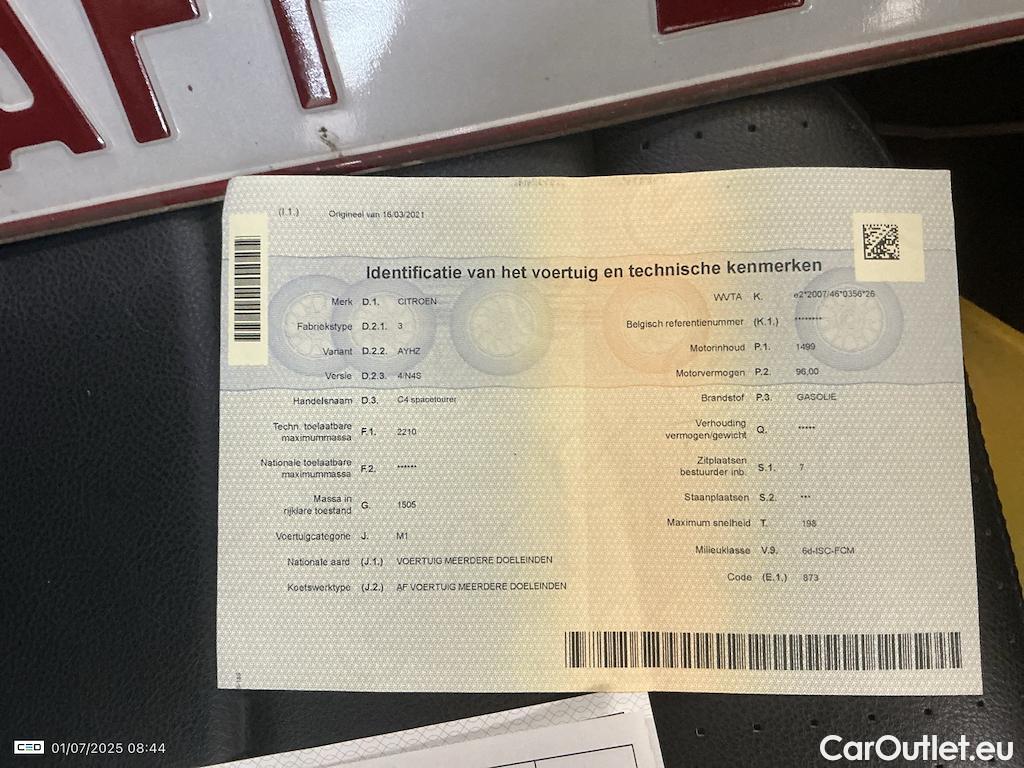 (I.1.) Origineel van 16/03/2021
Identificatie van het voertuig en technische kenmerken
Merk D.1. CITROEN
Fabriekstype D.2.1. 3
Variant D.2.2. AYHZ
Versie D.2.3. 4/N4S
Handelsnaam D.3. C4 spacetourer
Techn. toelaatbare
maximummassa F.1. 2210
Nationale toelaatbare
maximummassa F.2. ******
Massa in
rijklare toestand G. 1505
Voertuigcategorie J. M1
Nationale aard (J.1.) VOERTUIG MEERDERE DOELEINDEN
Koetswerktype (J.2.) AF VOERTUIG MEERDERE DOELEINDEN
WVTA K. e2*2007/46*0356*26
Belgisch referentienummer (K.1.) ********
Motorinhoud P.1. 1499
Motorvermogen P.2. 96,00
Brandstof P.3. GASOLIE
Verhouding
vermogen/gewicht Q. *****
Zitplaatsen
bestuurder inb. S.1. 7
Staanplaatsen S.2. ***
Maximum snelheid T. 198
Milieuklasse V.9. 6d-ISC-FCM
Code (E.1.) 873
01/07/2025 08:44
CarOutlet.eu